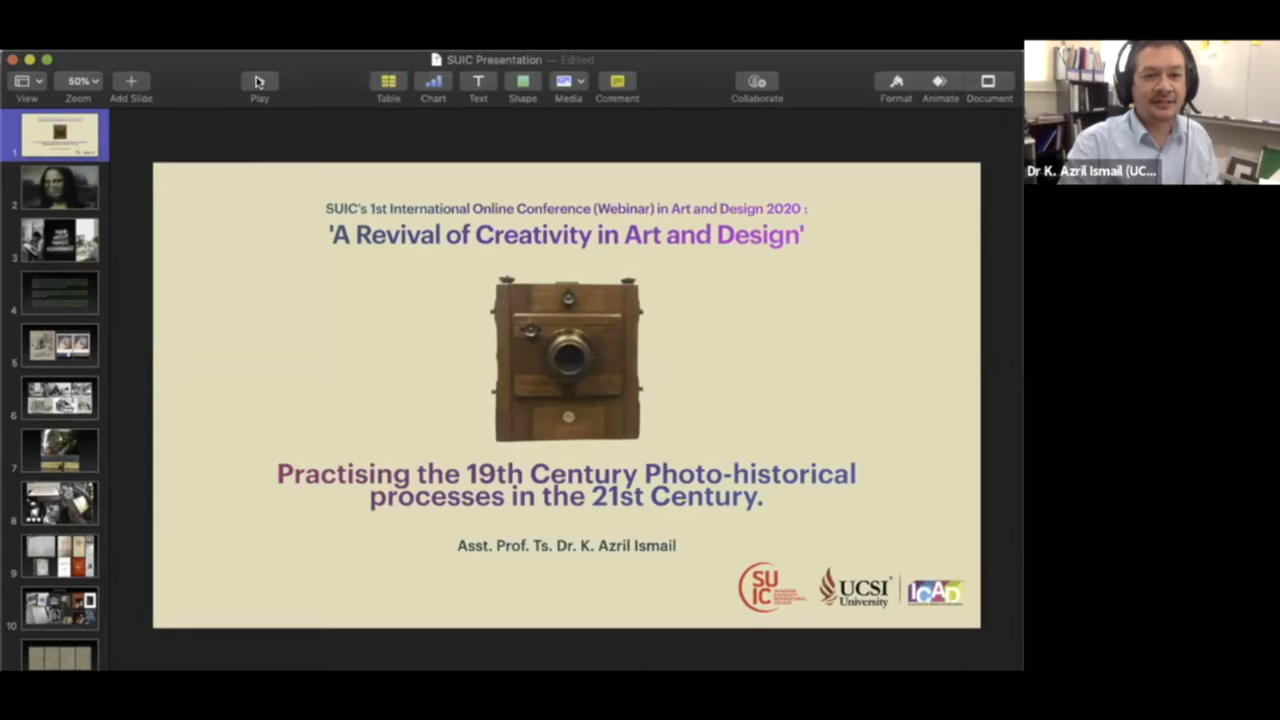 SUIC Presentation — Edited
View
50%
Zoom
Add Slide
Play
Table
Chart
Text
Shape
Media
Comment
Collaborate
Format
Animate
Document
1
2
3
4
5
6
7
8
9
10
SUIC's 1st International Online Conference (Webinar) in Art and Design 2020 :
'A Revival of Creativity in Art and Design'
Practising the 19th Century Photo-historical
processes in the 21st Century.
Asst. Prof. Ts. Dr. K. Azril Ismail
SU
IC
UCSI
University
ICAD
Dr K. Azril Ismail (UC...